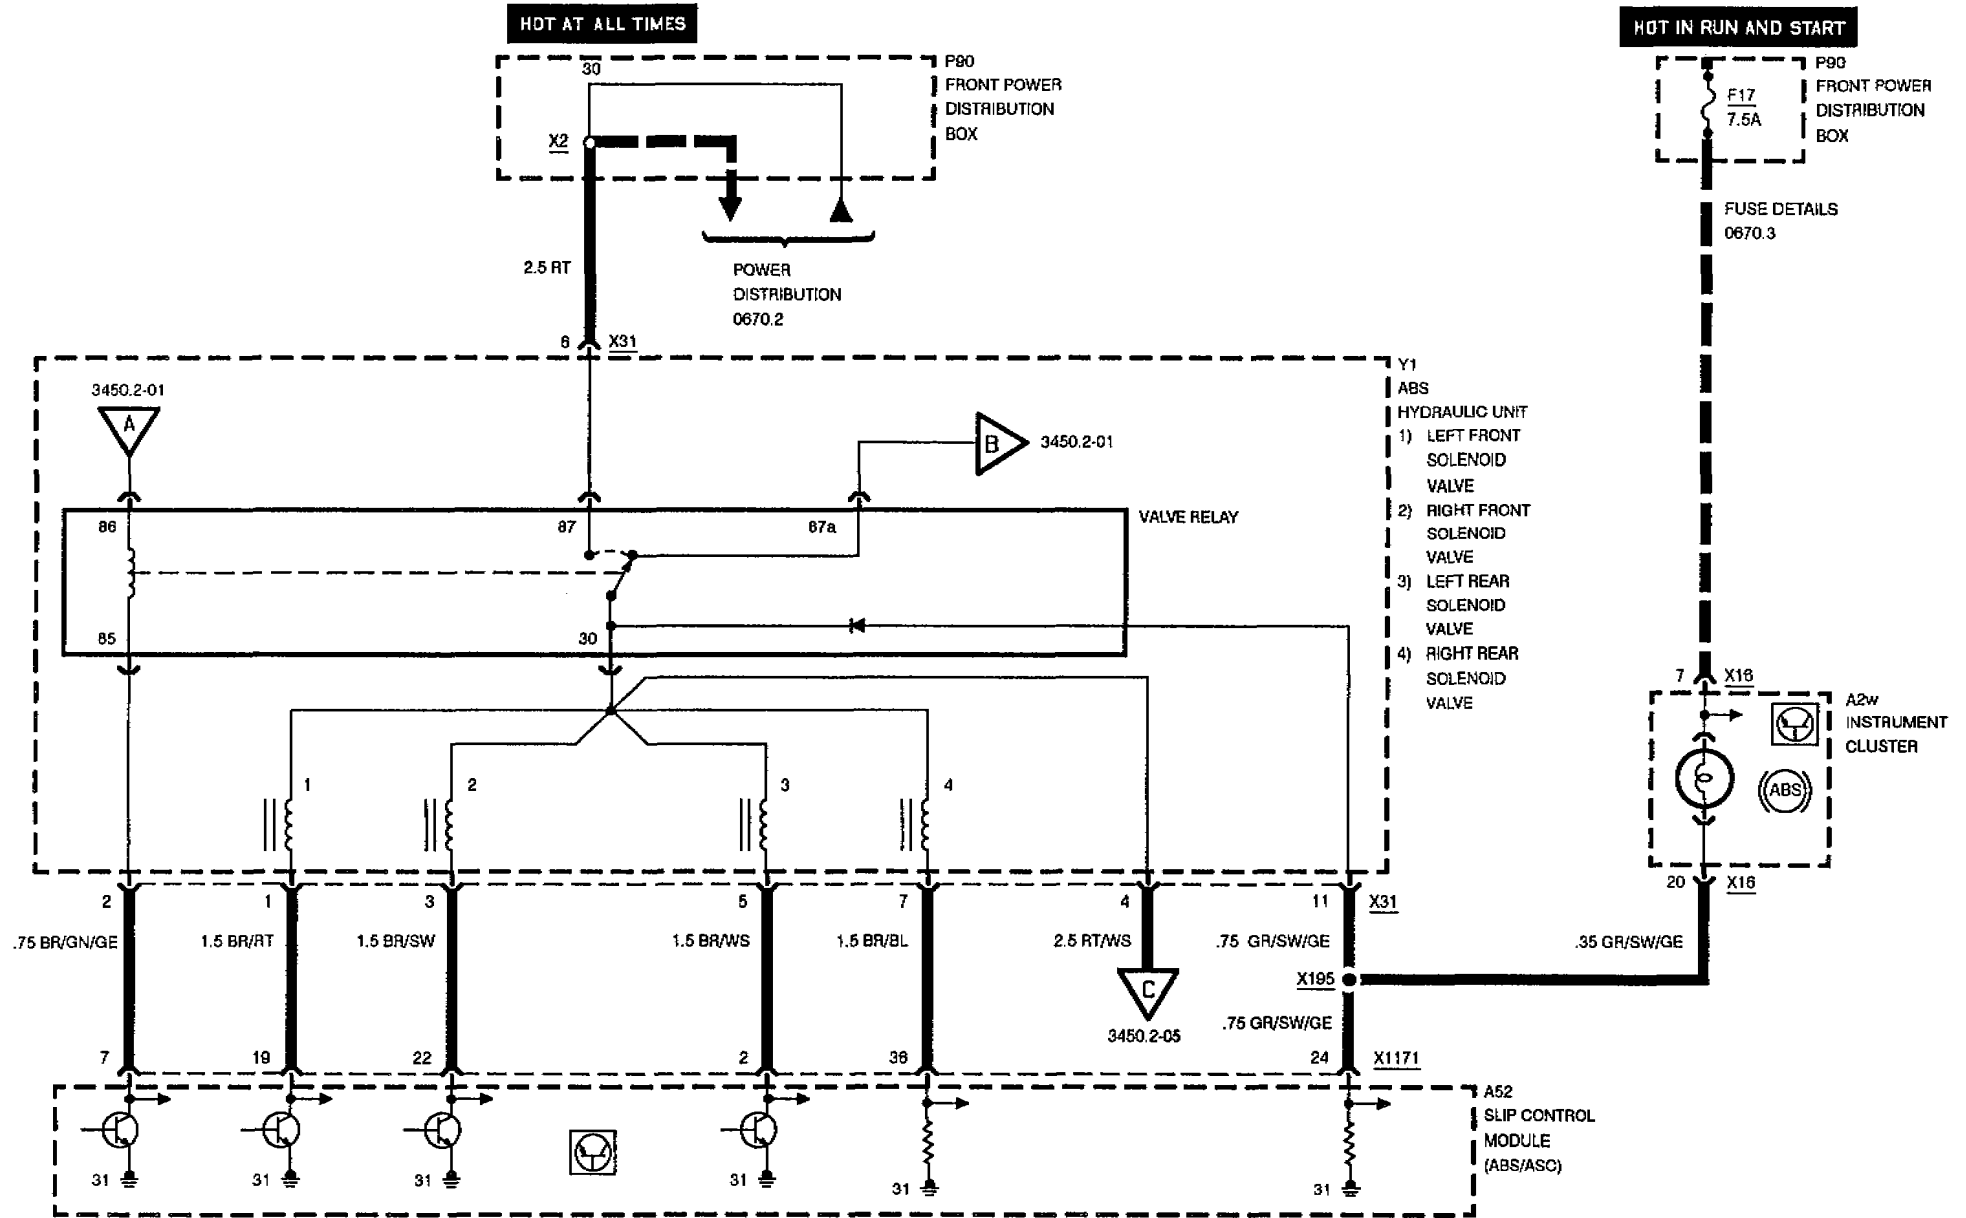 HOT AT ALL TIMES
HOT IN RUN AND START
30
P90
FRONT POWER
DISTRIBUTION
BOX
X2
P90
FRONT POWER
DISTRIBUTION
BOX
F17
7.5A
FUSE DETAILS
0670.3
2.5 RT
POWER
DISTRIBUTION
0670.2
6
X31
3450.2-01
A
B
3450.2-01
Y1
ABS
HYDRAULIC UNIT
1) LEFT FRONT
SOLENOID
VALVE
2) RIGHT FRONT
SOLENOID
VALVE
3) LEFT REAR
SOLENOID
VALVE
4) RIGHT REAR
SOLENOID
VALVE
86
87
87a
VALVE RELAY
85
30
7
X16
A2w
INSTRUMENT
CLUSTER
ABS
1
2
3
4
20
X16
2
1
3
5
7
4
11
X31
.75 BR/GN/GE
1.5 BR/RT
1.5 BR/SW
1.5 BR/WS
1.5 BR/BL
2.5 RT/WS
.75 GR/SW/GE
.35 GR/SW/GE
X195
C
3450.2-05
.75 GR/SW/GE
7
19
22
2
36
24
X1171
A52
SLIP CONTROL
MODULE
(ABS/ASC)
31
31
31
31
31
31